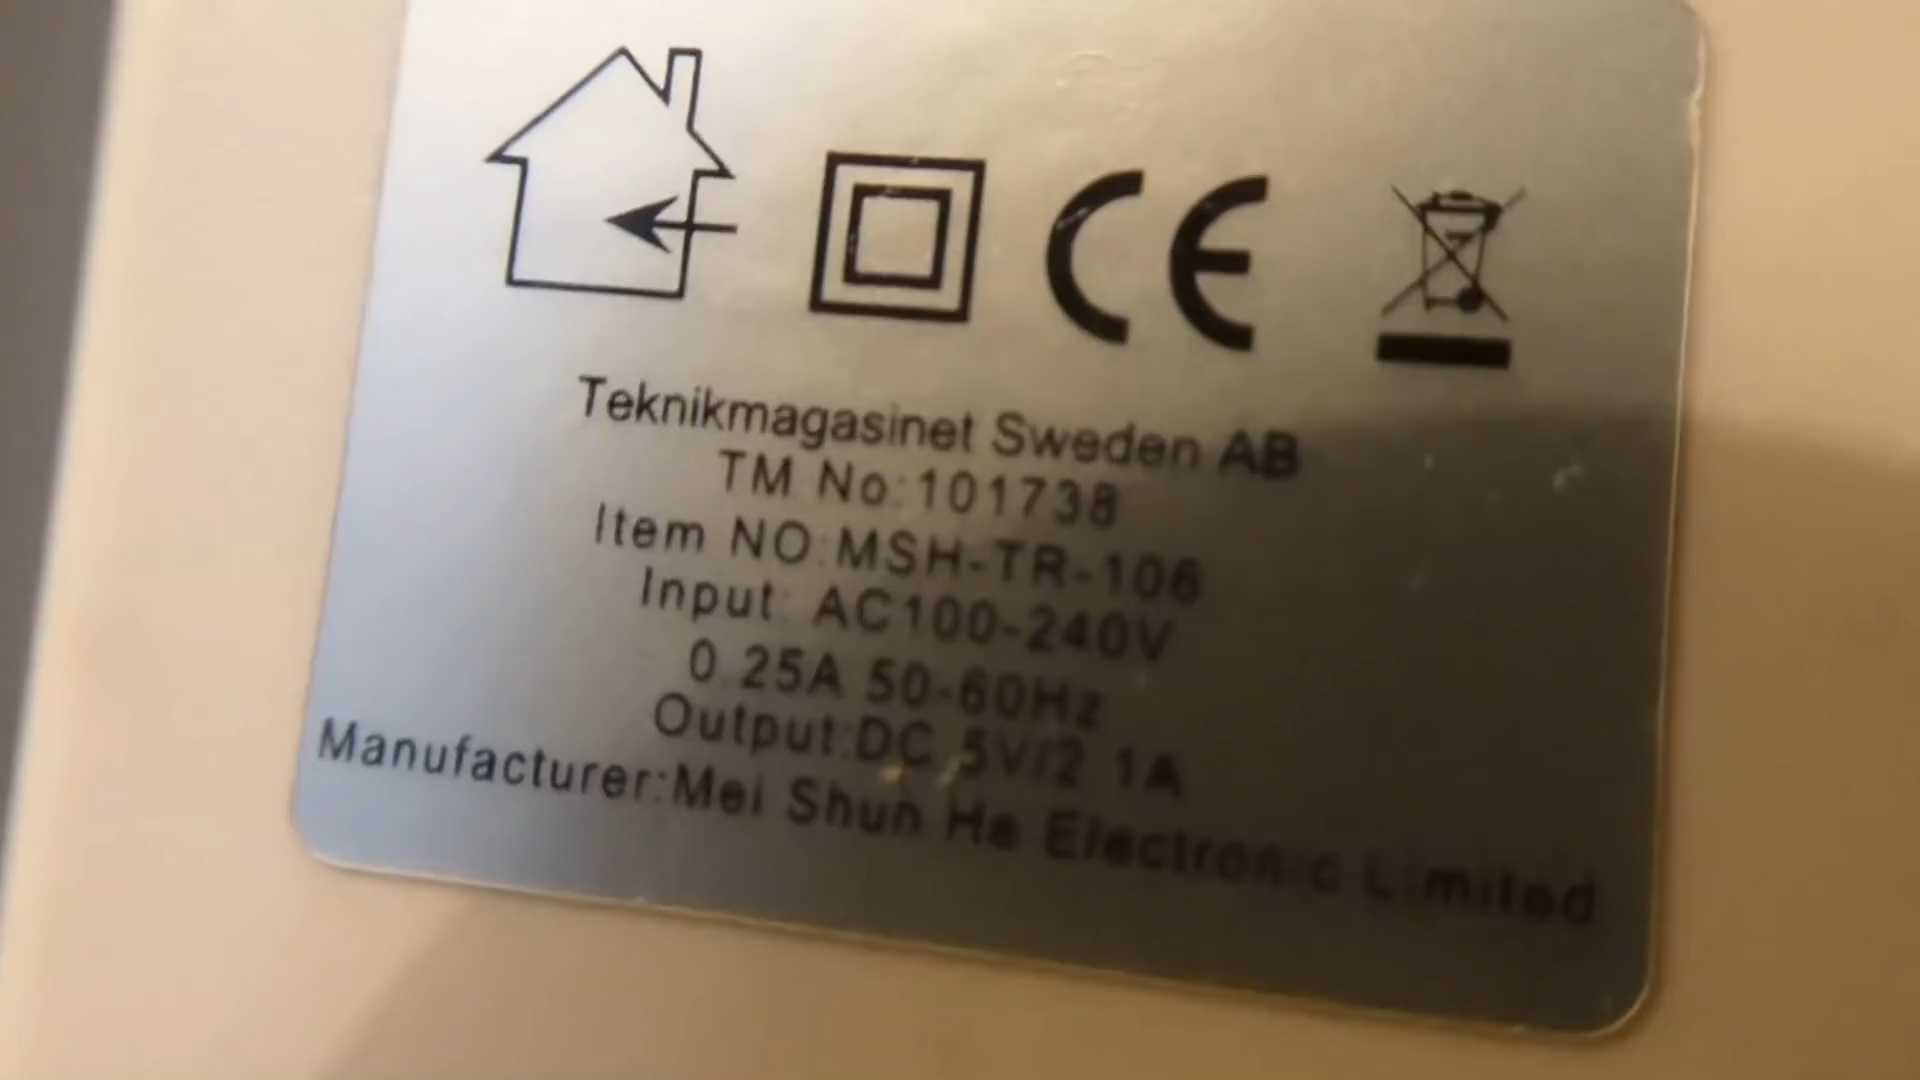 CE
Teknikmagasinet Sweden AB
TM No:101738
Item NO:MSH-TR-106
Input: AC100-240V
0.25A 50-60Hz
Output:DC 5V/2.1A
Manufacturer:Mei Shun He Electronic Limited